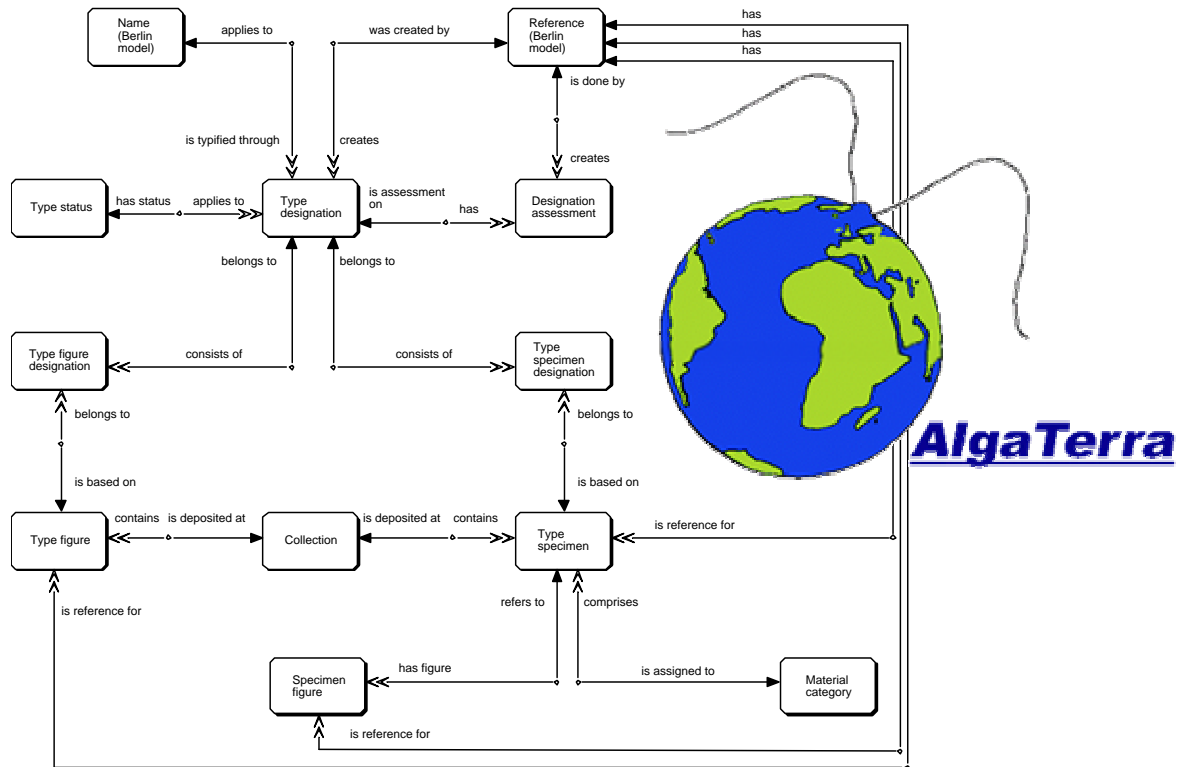 Name
(Berlin
model)
applies to
was created by
Reference
(Berlin
model)
has
has
has
is done by
is typified through
creates
creates
Type status
has status
applies to
Type
designation
is assessment
on
has
Designation
assessment
belongs to
belongs to
Type figure
designation
consists of
consists of
Type
specimen
designation
belongs to
belongs to
AlgaTerra
is based on
is based on
Type figure
contains
is deposited at
Collection
is deposited at
contains
Type
specimen
is reference for
is reference for
refers to
comprises
Specimen
figure
has figure
is assigned to
Material
category
is reference for